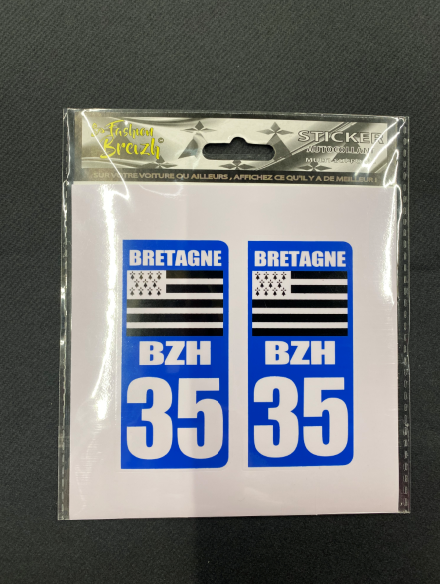 Fashion
Breizh
STICKER
AUTOCOLLANT
SUR VOTRE VOITURE OU AILLEURS , AFFICHEZ CE QU'IL Y A DE MEILLEUR !
BRETAGNE
BZH
35
BRETAGNE
BZH
35